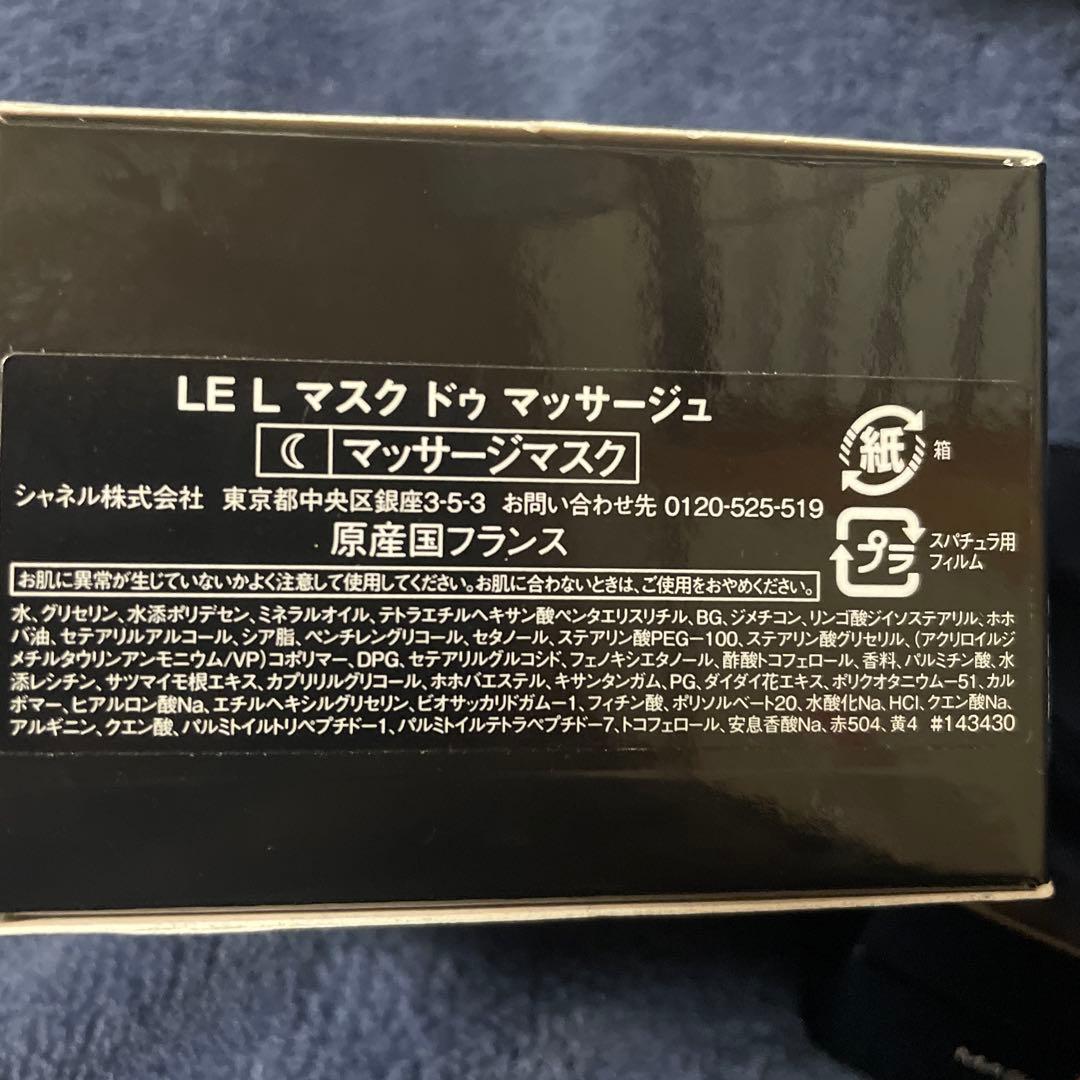 LE L マスク ドゥ マッサージュ
マッサージマスク
シャネル株式会社 東京都中央区銀座3-5-3 お問い合わせ先 0120-525-519
原産国フランス
お肌に異常が生じていないかよく注意して使用してください。お肌に合わないときは、ご使用をおやめください。
水、グリセリン、水添ポリデセン、ミネラルオイル、テトラエチルヘキサン酸ペンタエリスリチル、BG、ジメチコン、リンゴ酸ジイソステアリル、ホホ
バ油、セテアリルアルコール、シア脂、ペンチレングリコール、セタノール、ステアリン酸PEG-100、ステアリン酸グリセリル、(アクリロイルジ
メチルタウリンアンモニウム/VP)コポリマー、DPG、セテアリルグルコシド、フェノキシエタノール、酢酸トコフェロール、香料、パルミチン酸、水
添レシチン、サツマイモ根エキス、カプリリルグリコール、ホホバエステル、キサンタンガム、PG、ダイダイ花エキス、ポリクオタニウム-51、カル
ボマー、ヒアルロン酸Na、エチルヘキシルグリセリン、ビオサッカリドガム-1、フィチン酸、ポリソルベート20、水酸化Na、HCl、クエン酸Na、
アルギニン、クエン酸、パルミトイルトリペプチド-1、パルミトイルテトラペプチド-7、トコフェロール、安息香酸Na、赤504、黄4 #143430
紙 箱
プラ スパチュラ用
フィルム